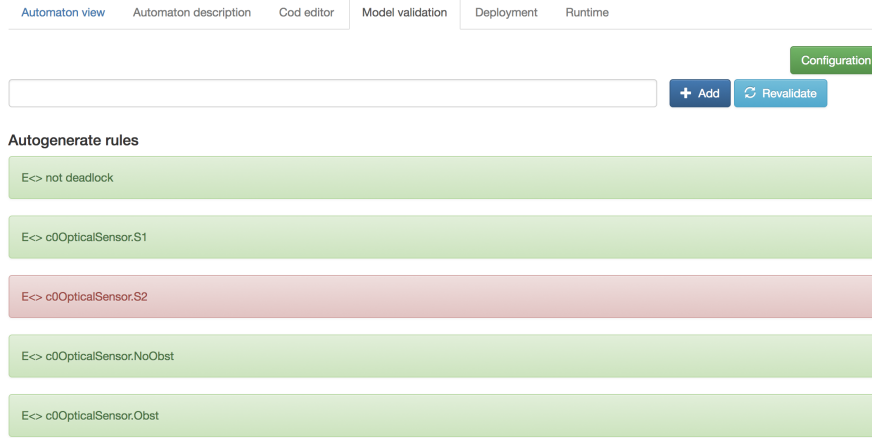 Automaton view Automaton description Cod editor Model validation Deployment Runtime
Configuration
+ Add Revalidate
Autogenerate rules
E<> not deadlock
E<> c0OpticalSensor.S1
E<> c0OpticalSensor.S2
E<> c0OpticalSensor.NoObst
E<> c0OpticalSensor.Obst